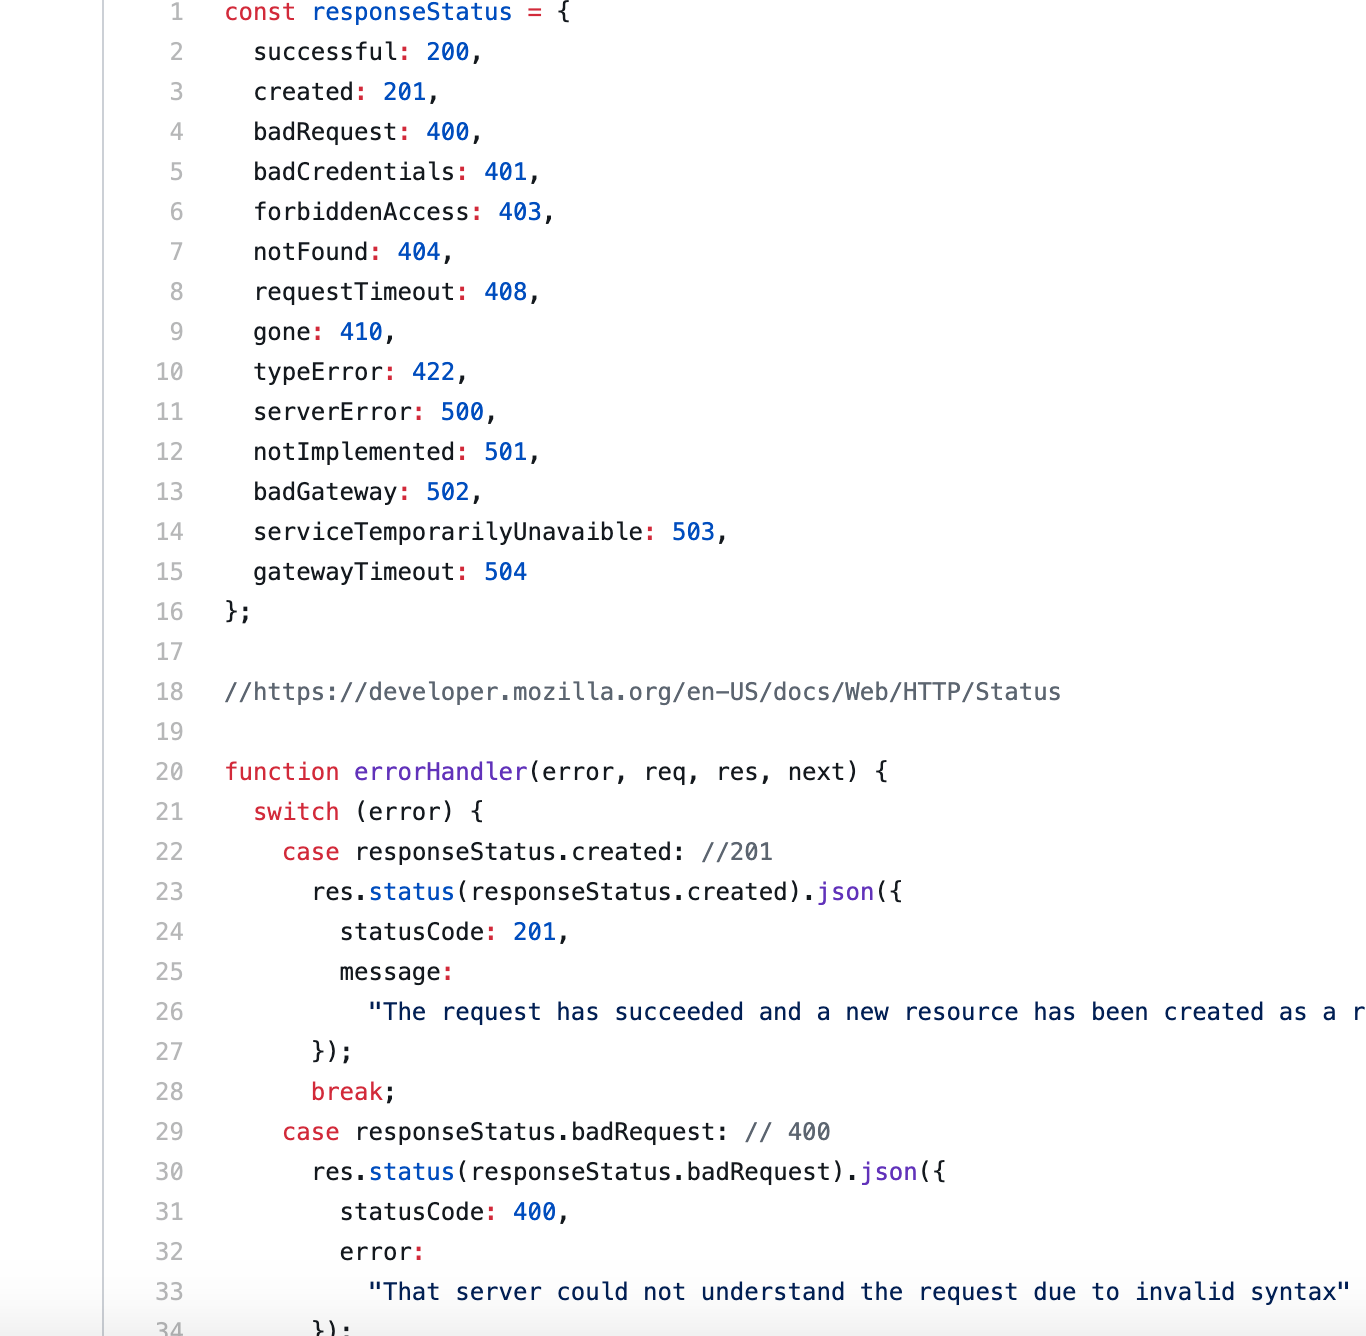 1 const responseStatus = {
2 successful: 200,
3 created: 201,
4 badRequest: 400,
5 badCredentials: 401,
6 forbiddenAccess: 403,
7 notFound: 404,
8 requestTimeout: 408,
9 gone: 410,
10 typeError: 422,
11 serverError: 500,
12 notImplemented: 501,
13 badGateway: 502,
14 serviceTemporarilyUnavaible: 503,
15 gatewayTimeout: 504
16 };
17
18 //https://developer.mozilla.org/en-US/docs/Web/HTTP/Status
19
20 function errorHandler(error, req, res, next) {
21 switch (error) {
22 case responseStatus.created: //201
23 res.status(responseStatus.created).json({
24 statusCode: 201,
25 message:
26 "The request has succeeded and a new resource has been created as a r
27 });
28 break;
29 case responseStatus.badRequest: // 400
30 res.status(responseStatus.badRequest).json({
31 statusCode: 400,
32 error:
33 "That server could not understand the request due to invalid syntax"
34 });